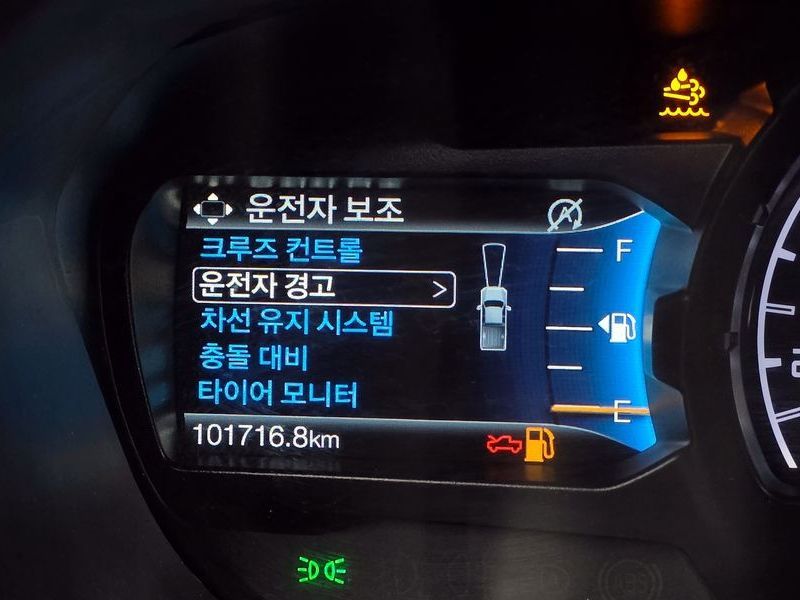 운전자 보조
크루즈 컨트롤
운전자 경고 >
차선 유지 시스템
충돌 대비
타이어 모니터
101716.8km
F
E
ABS